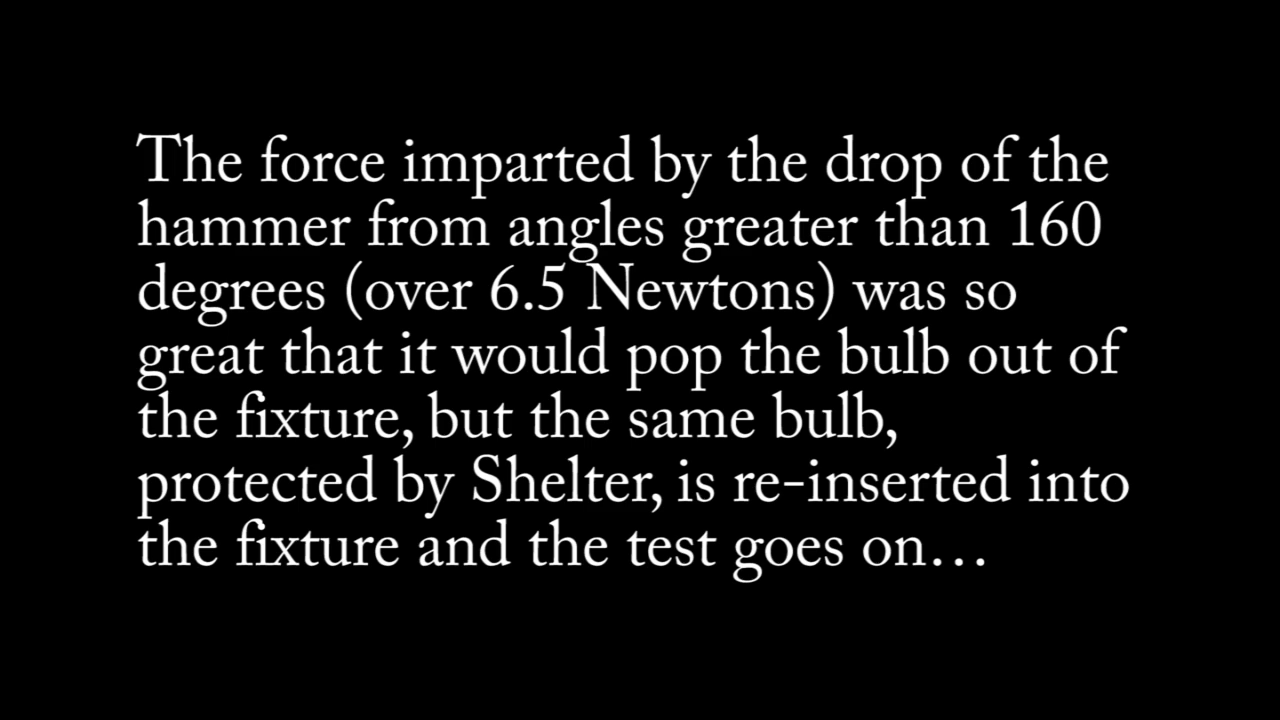 The force imparted by the drop of the
hammer from angles greater than 160
degrees (over 6.5 Newtons) was so
great that it would pop the bulb out of
the fixture, but the same bulb,
protected by Shelter, is re-inserted into
the fixture and the test goes on…